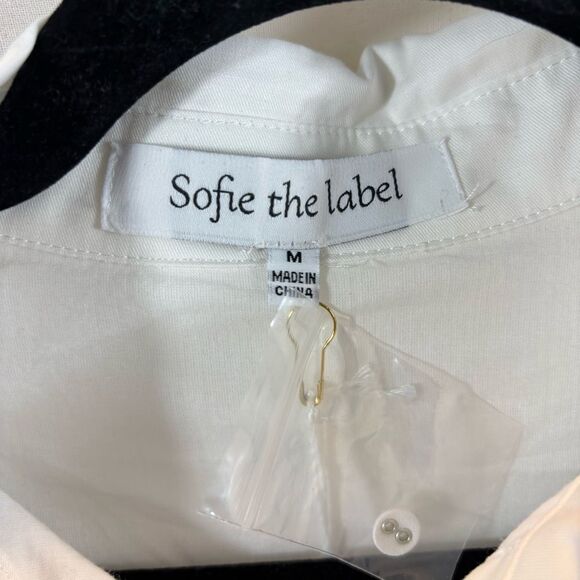 Sofie the label
M
MADE IN
CHINA